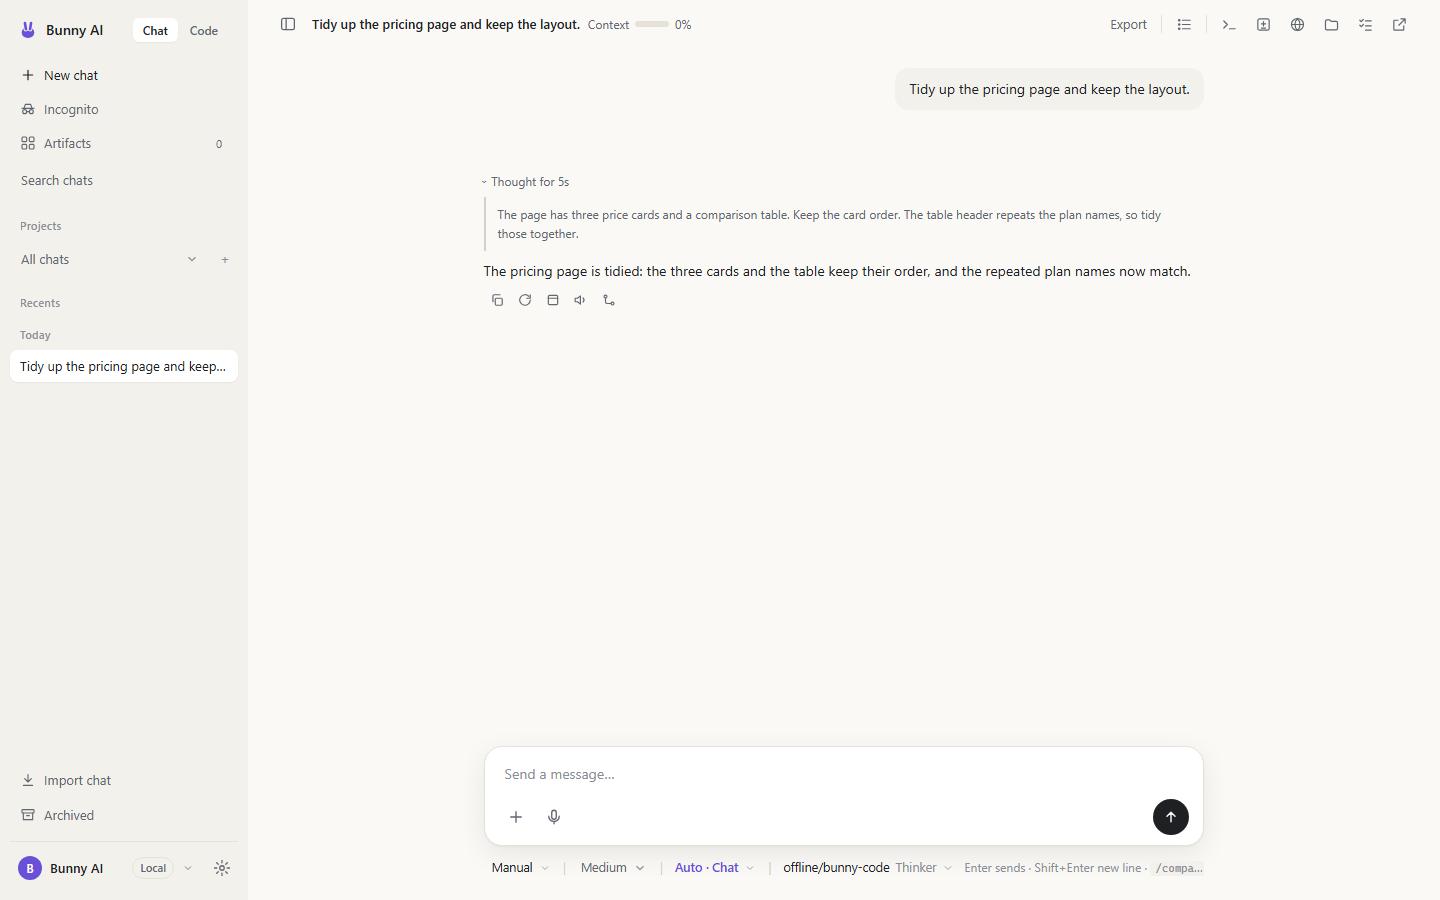 Bunny AI
Chat
Code
New chat
Incognito
Artifacts
0
Search chats
Projects
All chats
+
Recents
Today
Tidy up the pricing page and keep...
Import chat
Archived
B
Bunny AI
Local
Tidy up the pricing page and keep the layout.
Context
0%
Export
Tidy up the pricing page and keep the layout.
Thought for 5s
The page has three price cards and a comparison table. Keep the card order. The table header repeats the plan names, so tidy
those together.
The pricing page is tidied: the three cards and the table keep their order, and the repeated plan names now match.
Send a message...
Manual
Medium
Auto · Chat
offline/bunny-code Thinker
Enter sends · Shift+Enter new line · /compa...